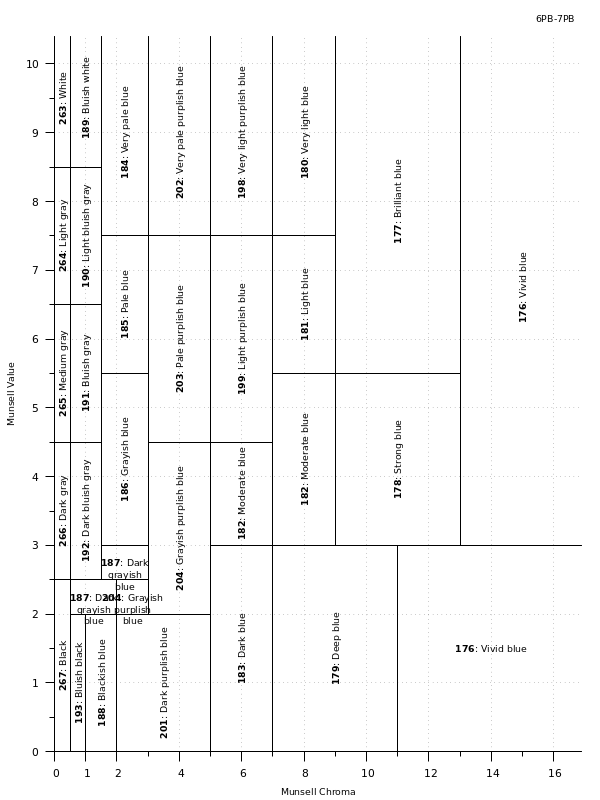 6PB-7PB
10
9
8
7
6
5
4
3
2
1
0
Munsell Value
263: White
189: Bluish white
184: Very pale blue
202: Very pale purplish blue
198: Very light purplish blue
180: Very light blue
177: Brilliant blue
176: Vivid blue
264: Light gray
190: Light bluish gray
185: Pale blue
203: Pale purplish blue
199: Light purplish blue
181: Light blue
265: Medium gray
191: Bluish gray
186: Grayish blue
204: Grayish purplish blue
182: Moderate blue
182: Moderate blue
178: Strong blue
266: Dark gray
192: Dark bluish gray
187: Dark
grayish
blue
187: Dark
grayish
blue
204: Grayish
purplish
blue
267: Black
193: Bluish black
188: Blackish blue
201: Dark purplish blue
183: Dark blue
179: Deep blue
176: Vivid blue
0 1 2 4 6 8 10 12 14 16
Munsell Chroma